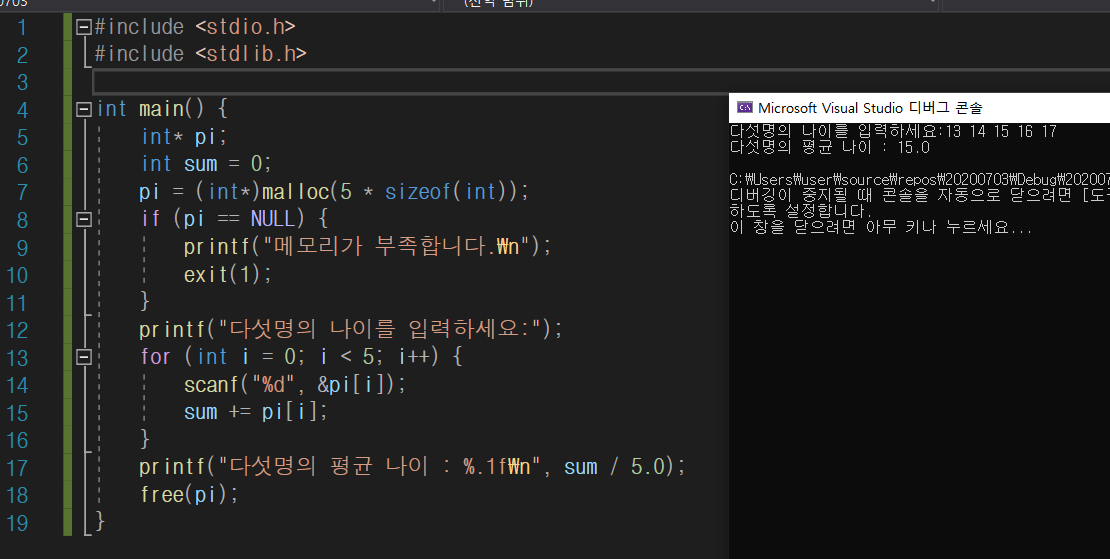 (전역 범위)
1 #include <stdio.h>
2 #include <stdlib.h>
3
4 int main() {
5 int* pi;
6 int sum = 0;
7 pi = (int*)malloc(5 * sizeof(int));
8 if (pi == NULL) {
9 printf("메모리가 부족합니다.₩n");
10 exit(1);
11 }
12 printf("다섯명의 나이를 입력하세요:");
13 for (int i = 0; i < 5; i++) {
14 scanf("%d", &pi[i]);
15 sum += pi[i];
16 }
17 printf("다섯명의 평균 나이 : %.1f₩n", sum / 5.0);
18 free(pi);
19 }
Microsoft Visual Studio 디버그 콘솔
다섯명의 나이를 입력하세요:13 14 15 16 17
다섯명의 평균 나이 : 15.0
C:₩Users₩user₩source₩repos₩20200703₩Debug₩202007
디버깅이 중지될 때 콘솔을 자동으로 닫으려면 [도
하도록 설정합니다.
이 창을 닫으려면 아무 키나 누르세요...